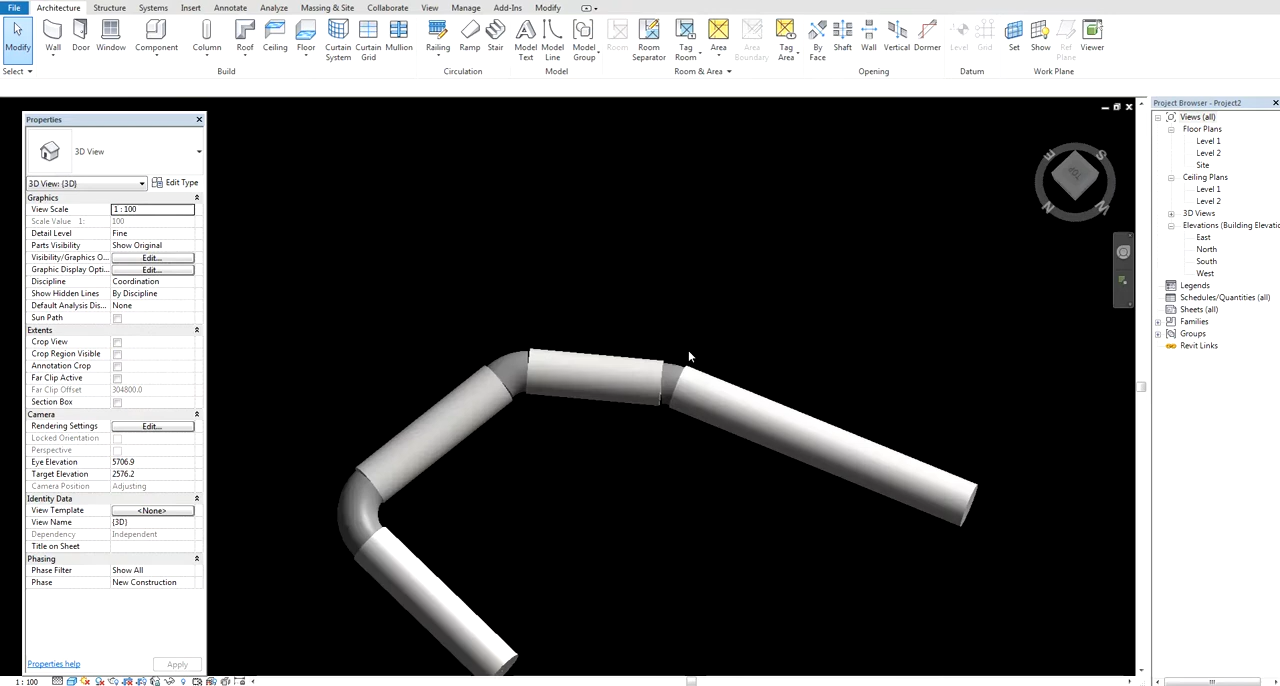 File Architecture Structure Systems Insert Annotate Analyze Massing & Site Collaborate View Manage Add-Ins Modify
Modify Wall Door Window Component Column Roof Ceiling Floor Curtain System Curtain Grid Mullion Railing Ramp Stair Model Text Model Line Model Group Room Room Separator Tag Room Area Area Boundary Tag Area By Face Shaft Wall Vertical Dormer Level Grid Set Show Ref Plane Viewer
Select Build Circulation Model Room & Area Opening Datum Work Plane
Properties
3D View
3D View: {3D} Edit Type
Graphics
View Scale 1 : 100
Scale Value 1: 100
Detail Level Fine
Parts Visibility Show Original
Visibility/Graphics O... Edit...
Graphic Display Opti... Edit...
Discipline Coordination
Show Hidden Lines By Discipline
Default Analysis Dis... None
Sun Path
Extents
Crop View
Crop Region Visible
Annotation Crop
Far Clip Active
Far Clip Offset 304800.0
Section Box
Camera
Rendering Settings Edit...
Locked Orientation
Perspective
Eye Elevation 5706.9
Target Elevation 2576.2
Camera Position Adjusting
Identity Data
View Template <None>
View Name {3D}
Dependency Independent
Title on Sheet
Phasing
Phase Filter Show All
Phase New Construction
Properties help Apply
1 : 100
E S N W
TOP
Project Browser - Project2
Views (all)
Floor Plans
Level 1
Level 2
Site
Ceiling Plans
Level 1
Level 2
3D Views
Elevations (Building Elevatio
East
North
South
West
Legends
Schedules/Quantities (all)
Sheets (all)
Families
Groups
Revit Links